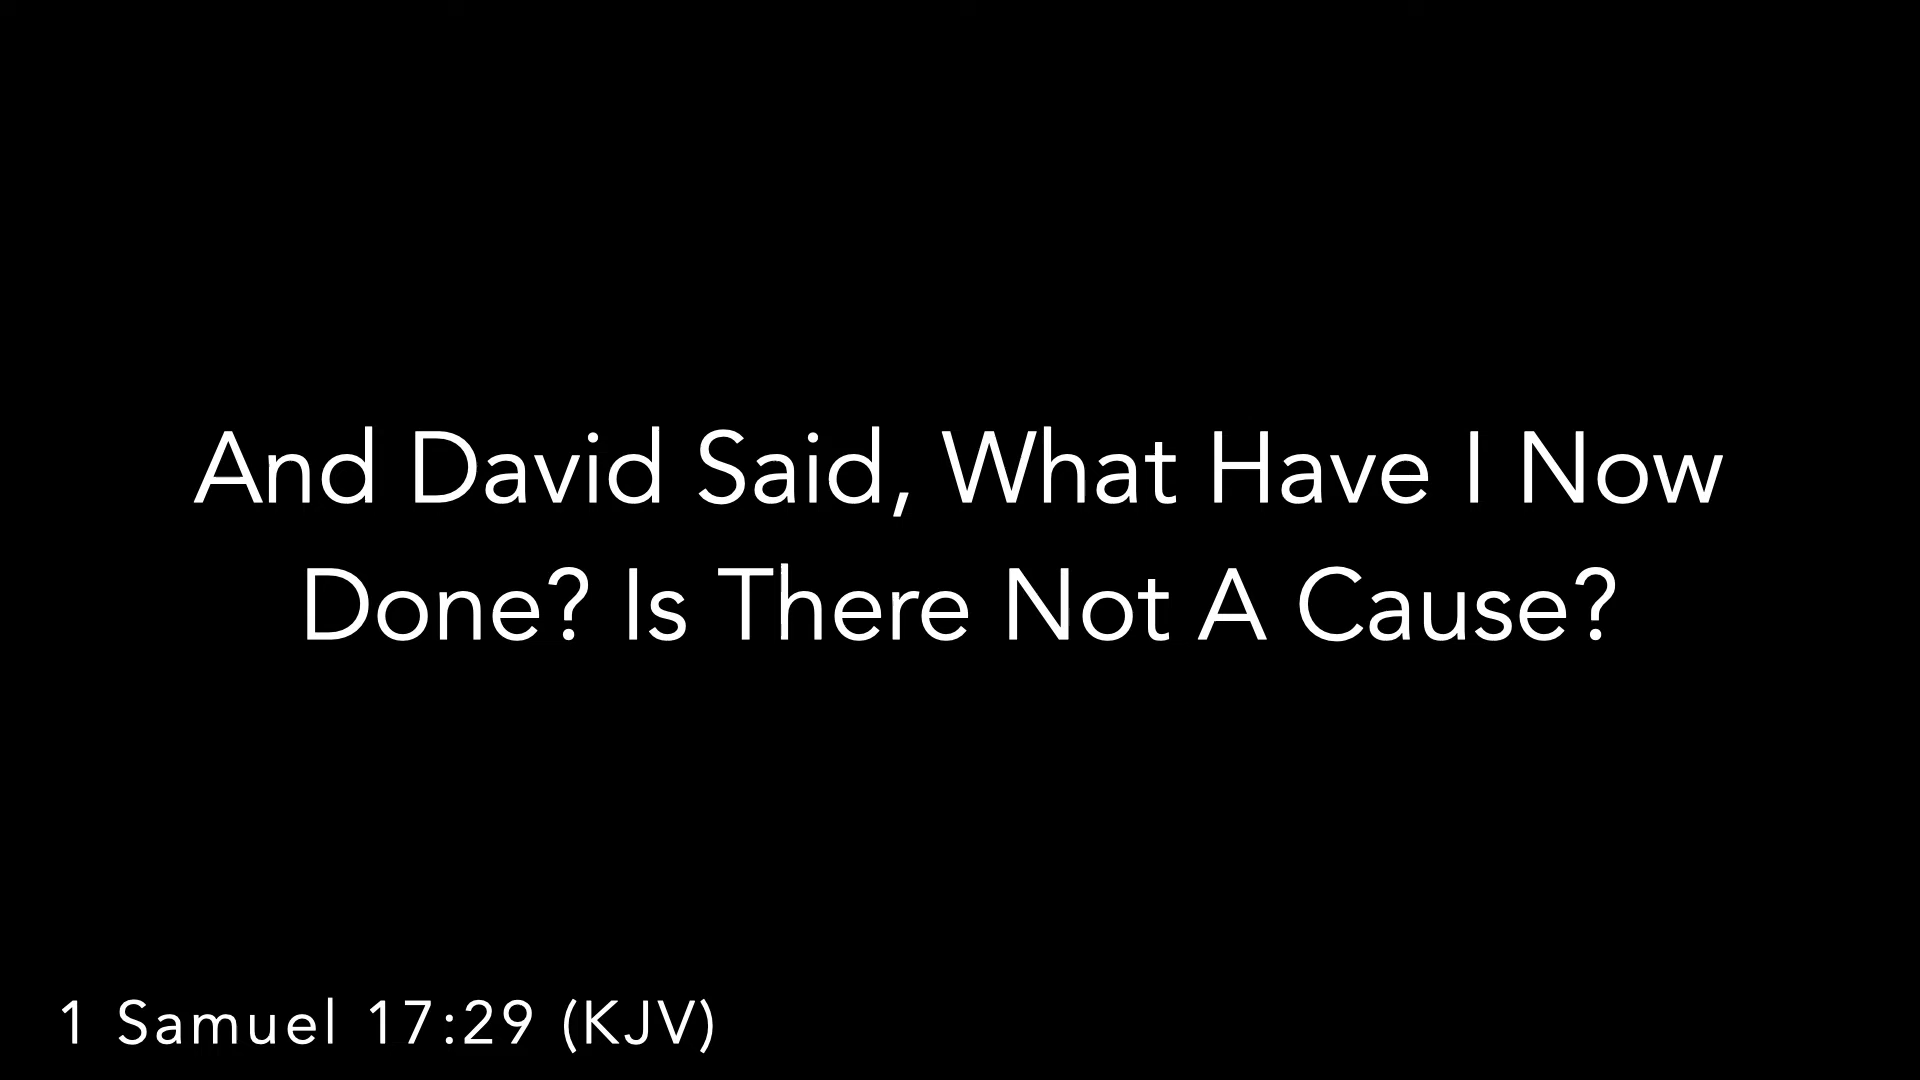 And David Said, What Have I Now
Done? Is There Not A Cause?
1 Samuel 17:29 (KJV)